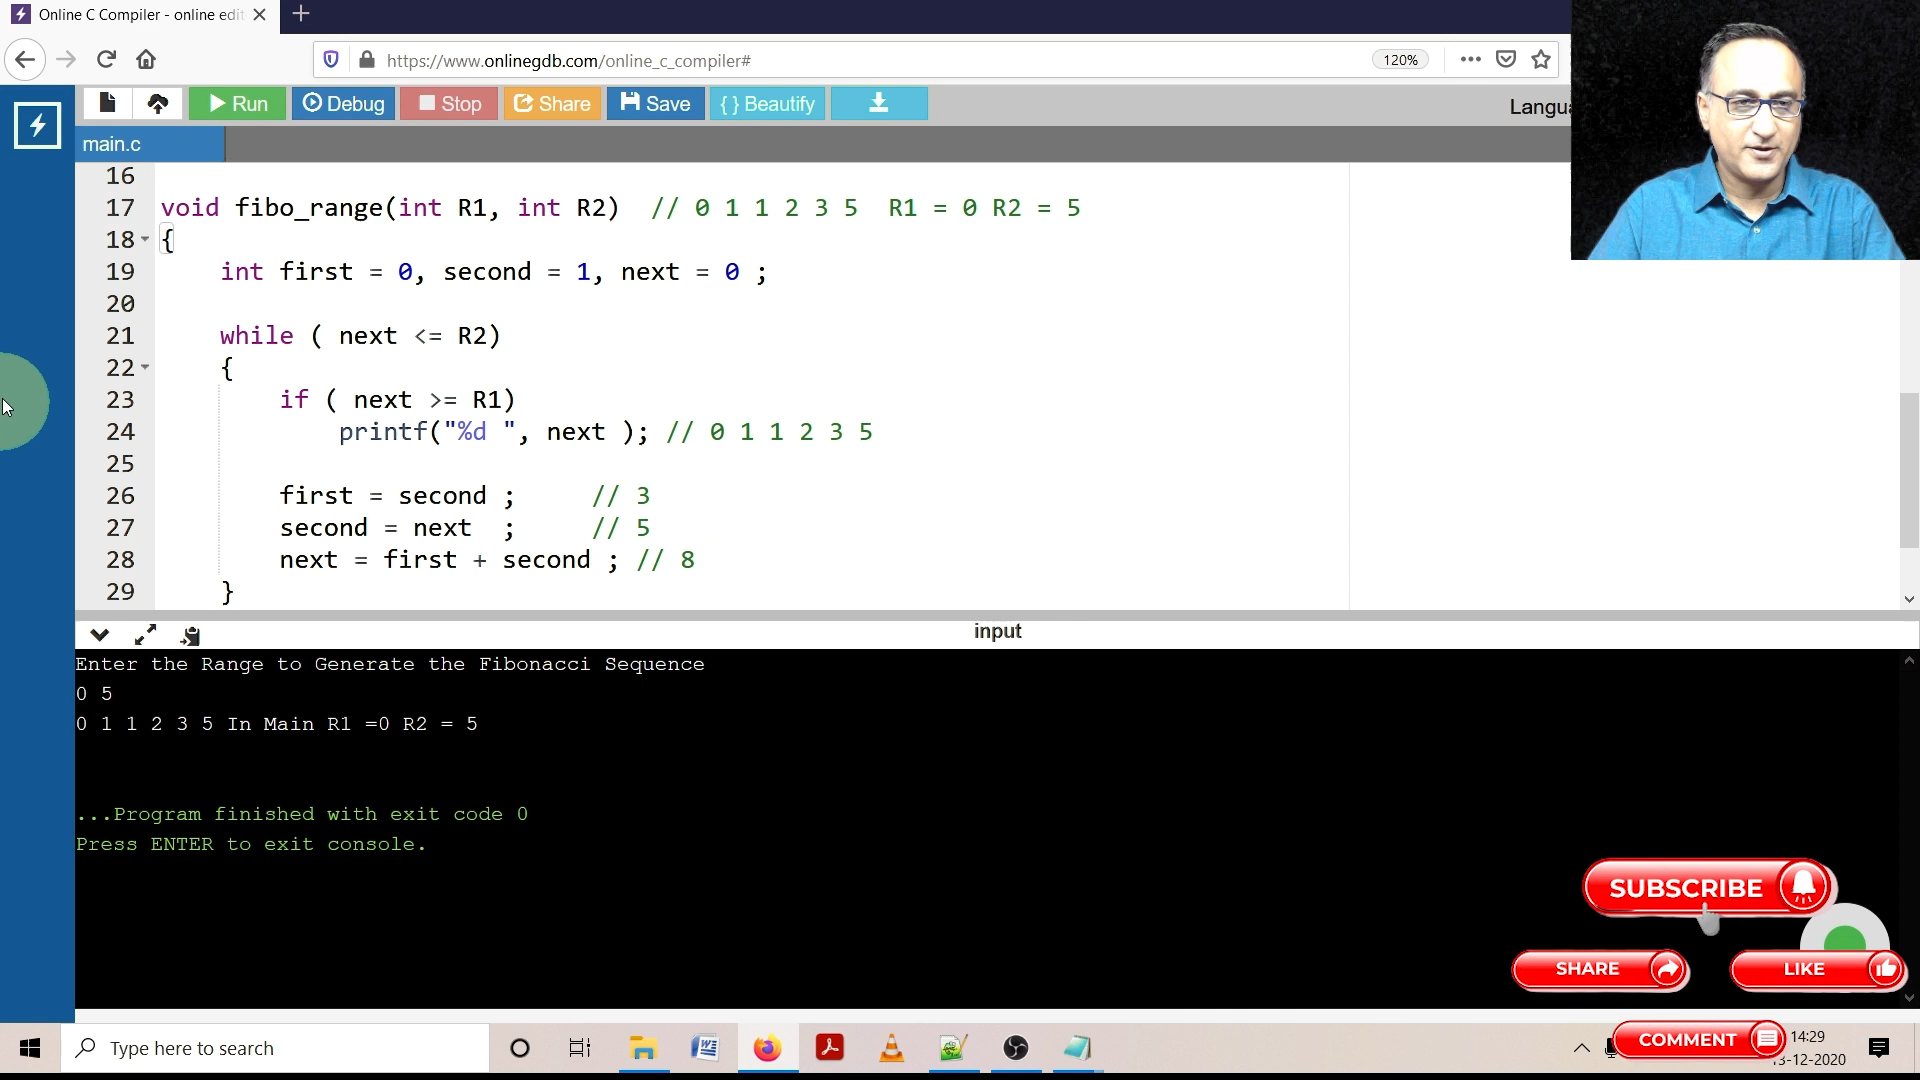 Online C Compiler - online edit
https://www.onlinegdb.com/online_c_compiler#
120%
Run Debug Stop Share Save { } Beautify
main.c
16
17 void fibo_range(int R1, int R2) // 0 1 1 2 3 5 R1 = 0 R2 = 5
18 {
19 int first = 0, second = 1, next = 0 ;
20
21 while ( next <= R2)
22 {
23 if ( next >= R1)
24 printf("%d ", next ); // 0 1 1 2 3 5
25
26 first = second ; // 3
27 second = next ; // 5
28 next = first + second ; // 8
29 }
input
Enter the Range to Generate the Fibonacci Sequence
0 5
0 1 1 2 3 5 In Main R1 =0 R2 = 5
...Program finished with exit code 0
Press ENTER to exit console.
SUBSCRIBE
SHARE
LIKE
COMMENT
Type here to search
14:29
13-12-2020